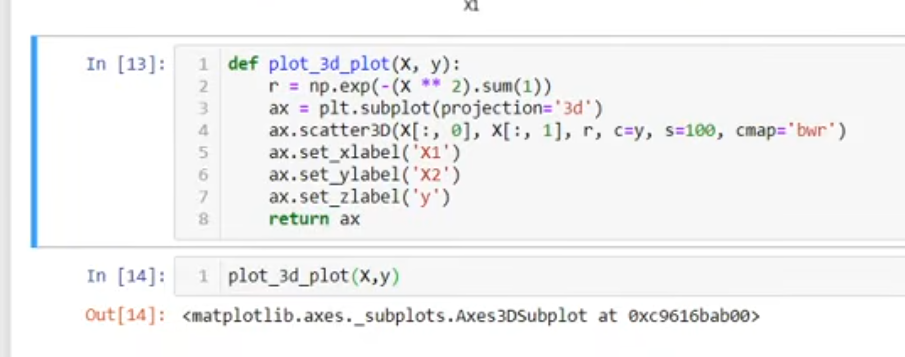 X1
In [13]:
1 def plot_3d_plot(X, y):
2 r = np.exp(-(X ** 2).sum(1))
3 ax = plt.subplot(projection='3d')
4 ax.scatter3D(X[:, 0], X[:, 1], r, c=y, s=100, cmap='bwr')
5 ax.set_xlabel('X1')
6 ax.set_ylabel('X2')
7 ax.set_zlabel('y')
8 return ax
In [14]:
1 plot_3d_plot(X,y)
Out[14]: <matplotlib.axes._subplots.Axes3DSubplot at 0xc9616bab00>